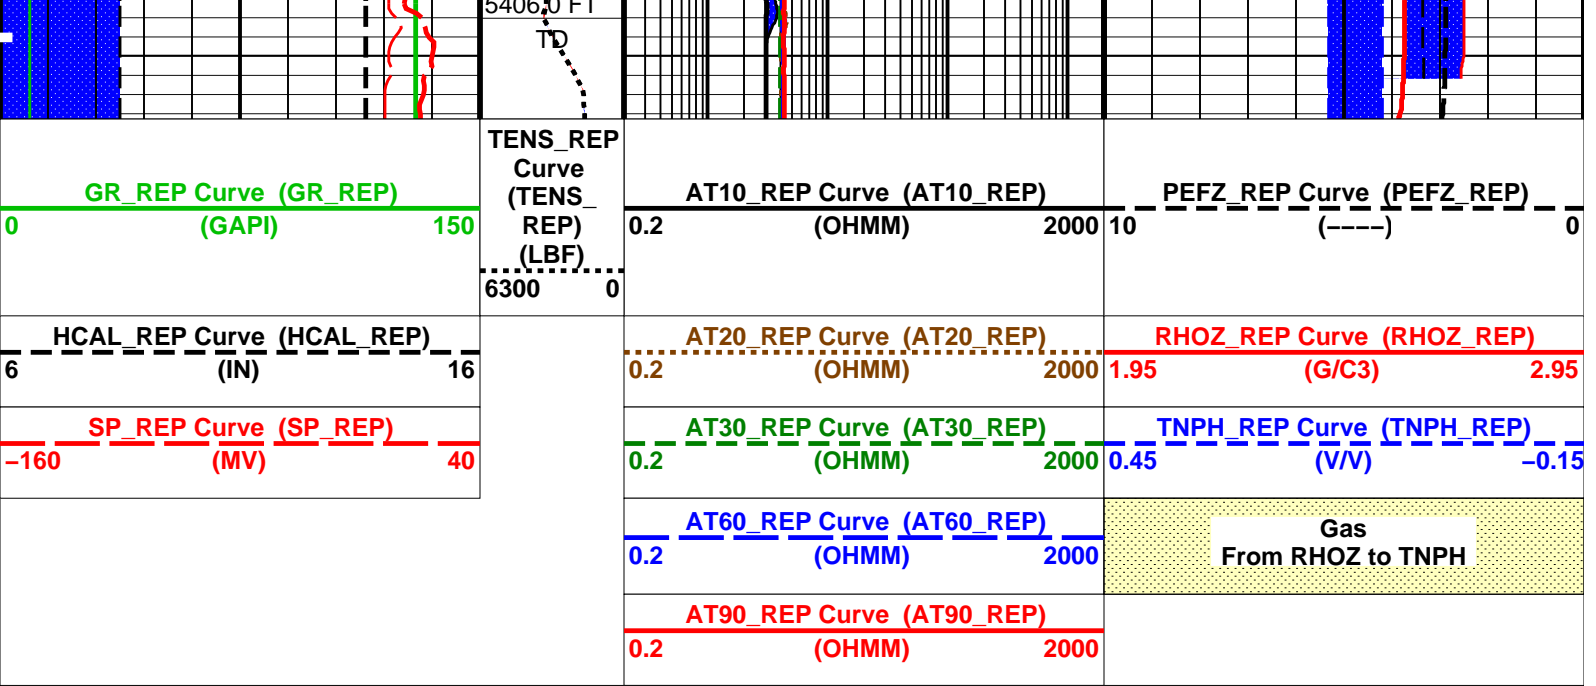 5406.0 FT
TD
GR_REP Curve (GR_REP)
0 (GAPI) 150
TENS_REP
Curve
(TENS_
REP)
(LBF)
6300 0
AT10_REP Curve (AT10_REP)
0.2 (OHMM) 2000
PEFZ_REP Curve (PEFZ_REP)
10 (----) 0
HCAL_REP Curve (HCAL_REP)
6 (IN) 16
AT20_REP Curve (AT20_REP)
0.2 (OHMM) 2000
RHOZ_REP Curve (RHOZ_REP)
1.95 (G/C3) 2.95
SP_REP Curve (SP_REP)
−160 (MV) 40
AT30_REP Curve (AT30_REP)
0.2 (OHMM) 2000
TNPH_REP Curve (TNPH_REP)
0.45 (V/V) −0.15
AT60_REP Curve (AT60_REP)
0.2 (OHMM) 2000
Gas
From RHOZ to TNPH
AT90_REP Curve (AT90_REP)
0.2 (OHMM) 2000